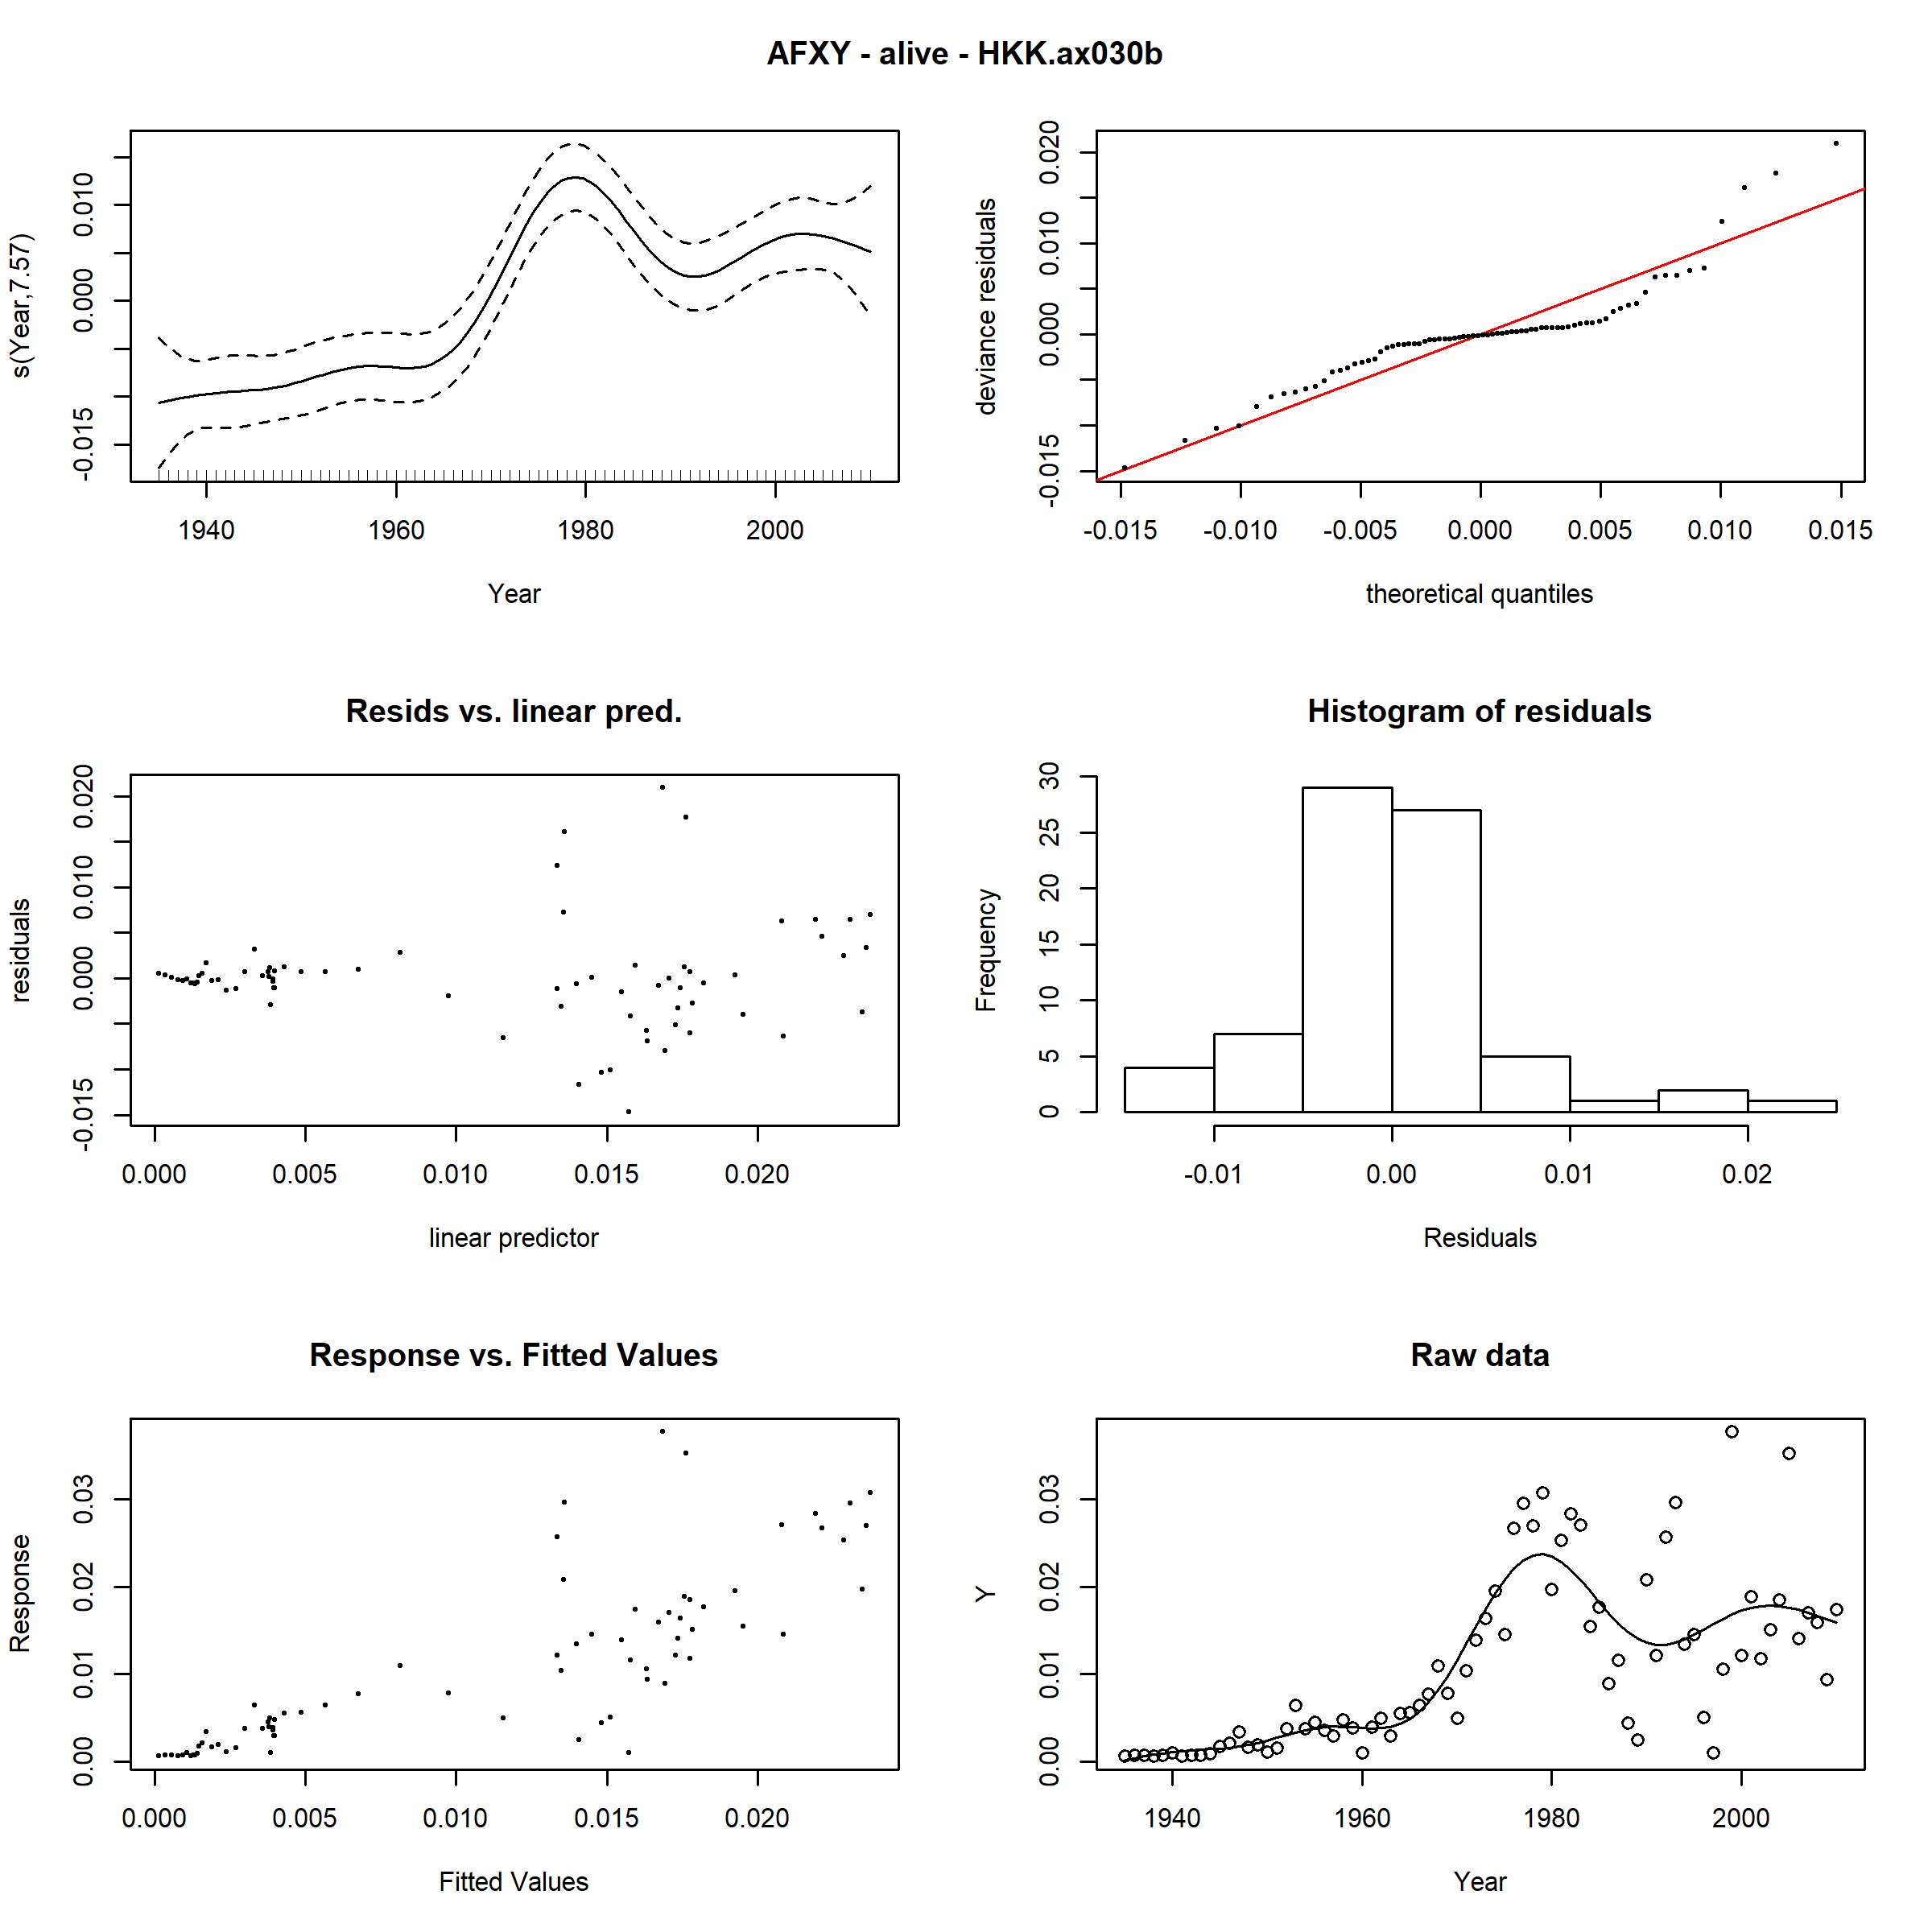 AFXY - alive - HKK.ax030b
s(Year,7.57)
-0.015 0.000 0.010
1940 1960 1980 2000
Year
deviance residuals
-0.015 0.000 0.010 0.020
-0.015 -0.010 -0.005 0.000 0.005 0.010 0.015
theoretical quantiles
Resids vs. linear pred.
residuals
-0.015 0.000 0.010 0.020
0.000 0.005 0.010 0.015 0.020
linear predictor
Histogram of residuals
Frequency
0 5 10 15 20 25 30
-0.01 0.00 0.01 0.02
Residuals
Response vs. Fitted Values
Response
0.00 0.01 0.02 0.03
0.000 0.005 0.010 0.015 0.020
Fitted Values
Raw data
Y
0.00 0.01 0.02 0.03
1940 1960 1980 2000
Year